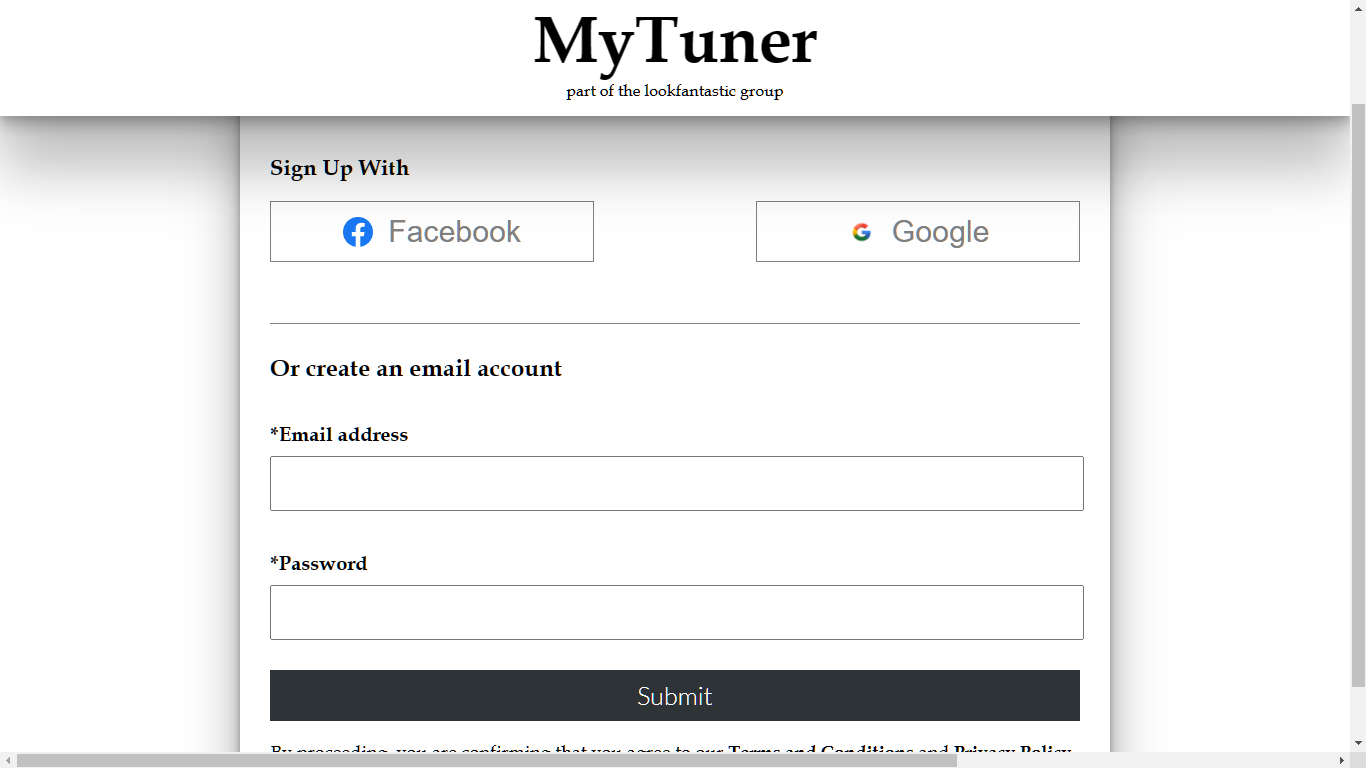 MyTuner
part of the lookfantastic group
Sign Up With
Facebook
Google
Or create an email account
*Email address
*Password
Submit
By proceeding, you are confirming that you agree to our Terms and Conditions and Privacy Policy